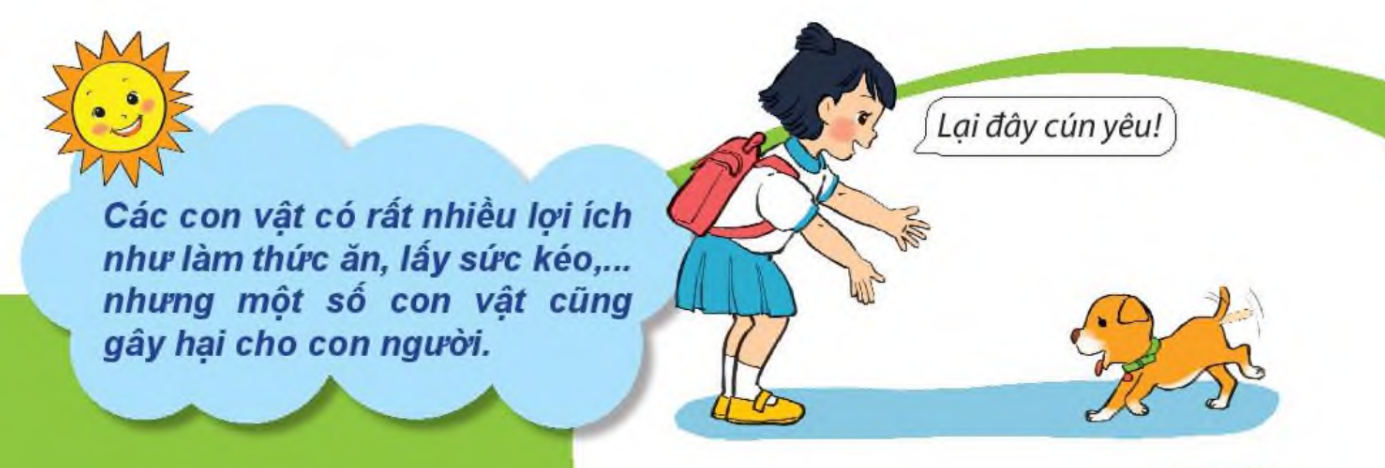 Các con vật có rất nhiều lợi ích
như làm thức ăn, lấy sức kéo,...
nhưng một số con vật cũng
gây hại cho con người.
Lại đây cún yêu!